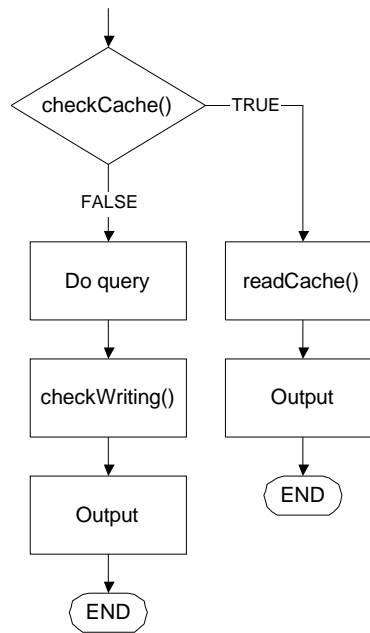 checkCache()
TRUE
FALSE
Do query
readCache()
checkWriting()
Output
Output
END
END